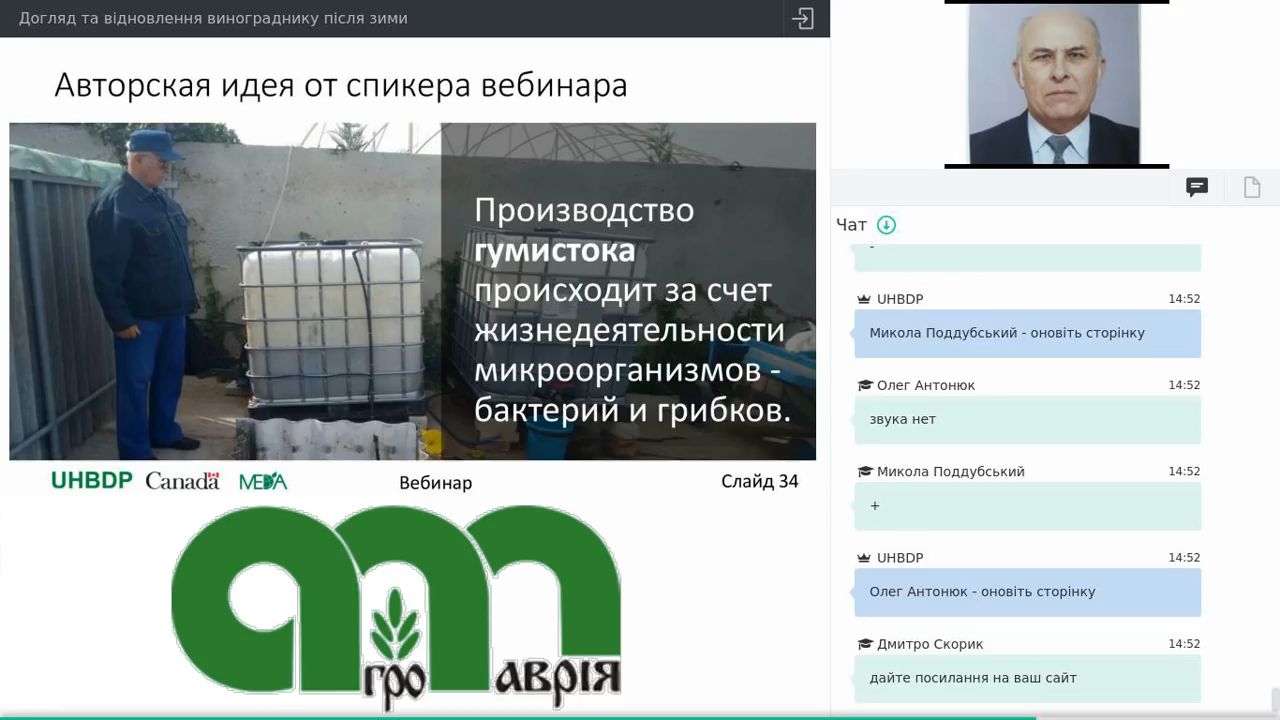 Догляд та відновлення винограднику після зими
Авторская идея от спикера вебинара
Производство
гумистока
происходит за счет
жизнедеятельности
микроорганизмов -
бактерий и грибков.
UHBDP
Canada
MEDA
Вебинар
Слайд 34
гро
аврія
Чат
UHBDP
14:52
Микола Поддубський - оновіть сторінку
Олег Антонюк
14:52
звука нет
Микола Поддубський
14:52
+
UHBDP
14:52
Олег Антонюк - оновіть сторінку
Дмитро Скорик
14:52
дайте посилання на ваш сайт